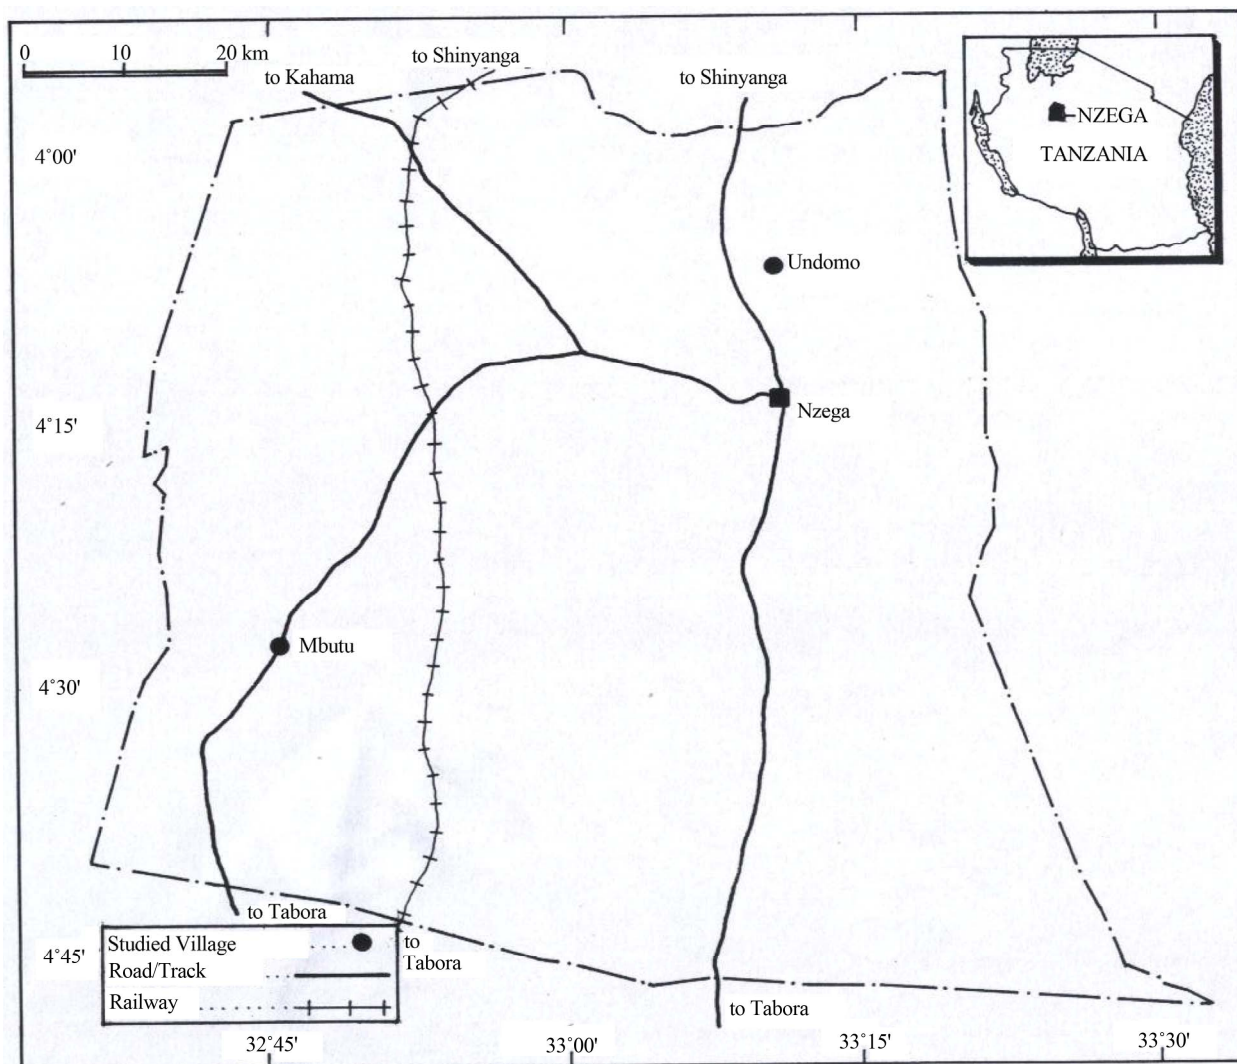 0 10 20 km
to Kahama
to Shinyanga
to Shinyanga
NZEGA
TANZANIA
4°00'
Undomo
Nzega
4°15'
Mbutu
4°30'
to Tabora
to
Tabora
4°45'
Studied Village
Road/Track
Railway
to Tabora
32°45'
33°00'
33°15'
33°30'